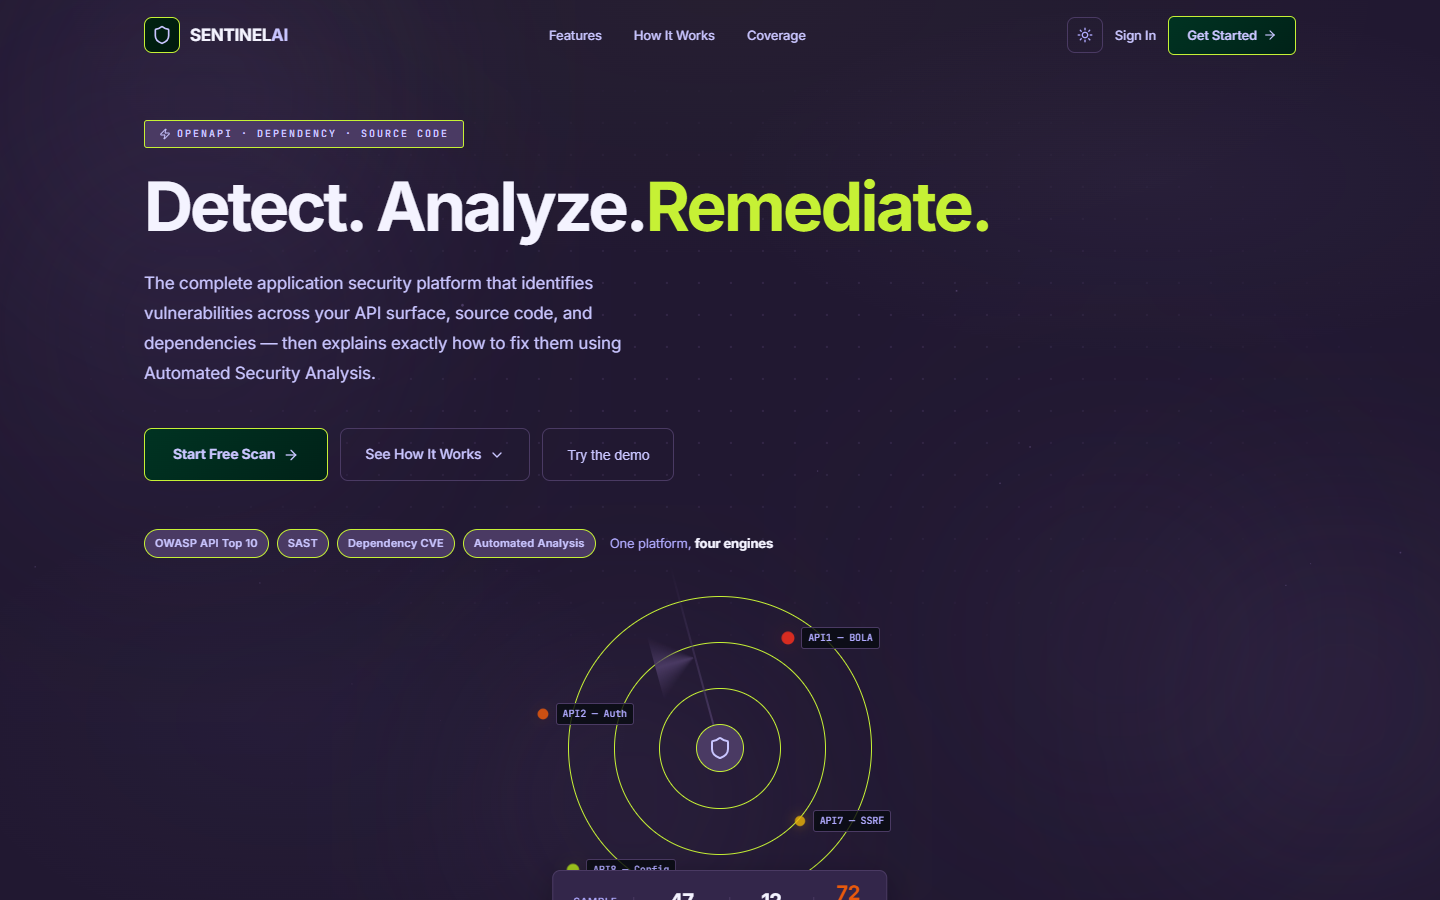 SENTINELAI
Features
How It Works
Coverage
Sign In
Get Started
OPENAPI · DEPENDENCY · SOURCE CODE
Detect. Analyze.Remediate.
The complete application security platform that identifies
vulnerabilities across your API surface, source code, and
dependencies — then explains exactly how to fix them using
Automated Security Analysis.
Start Free Scan
See How It Works
Try the demo
OWASP API Top 10
SAST
Dependency CVE
Automated Analysis
One platform, four engines
API1 — BOLA
API2 — Auth
API7 — SSRF
API8 — Config
72